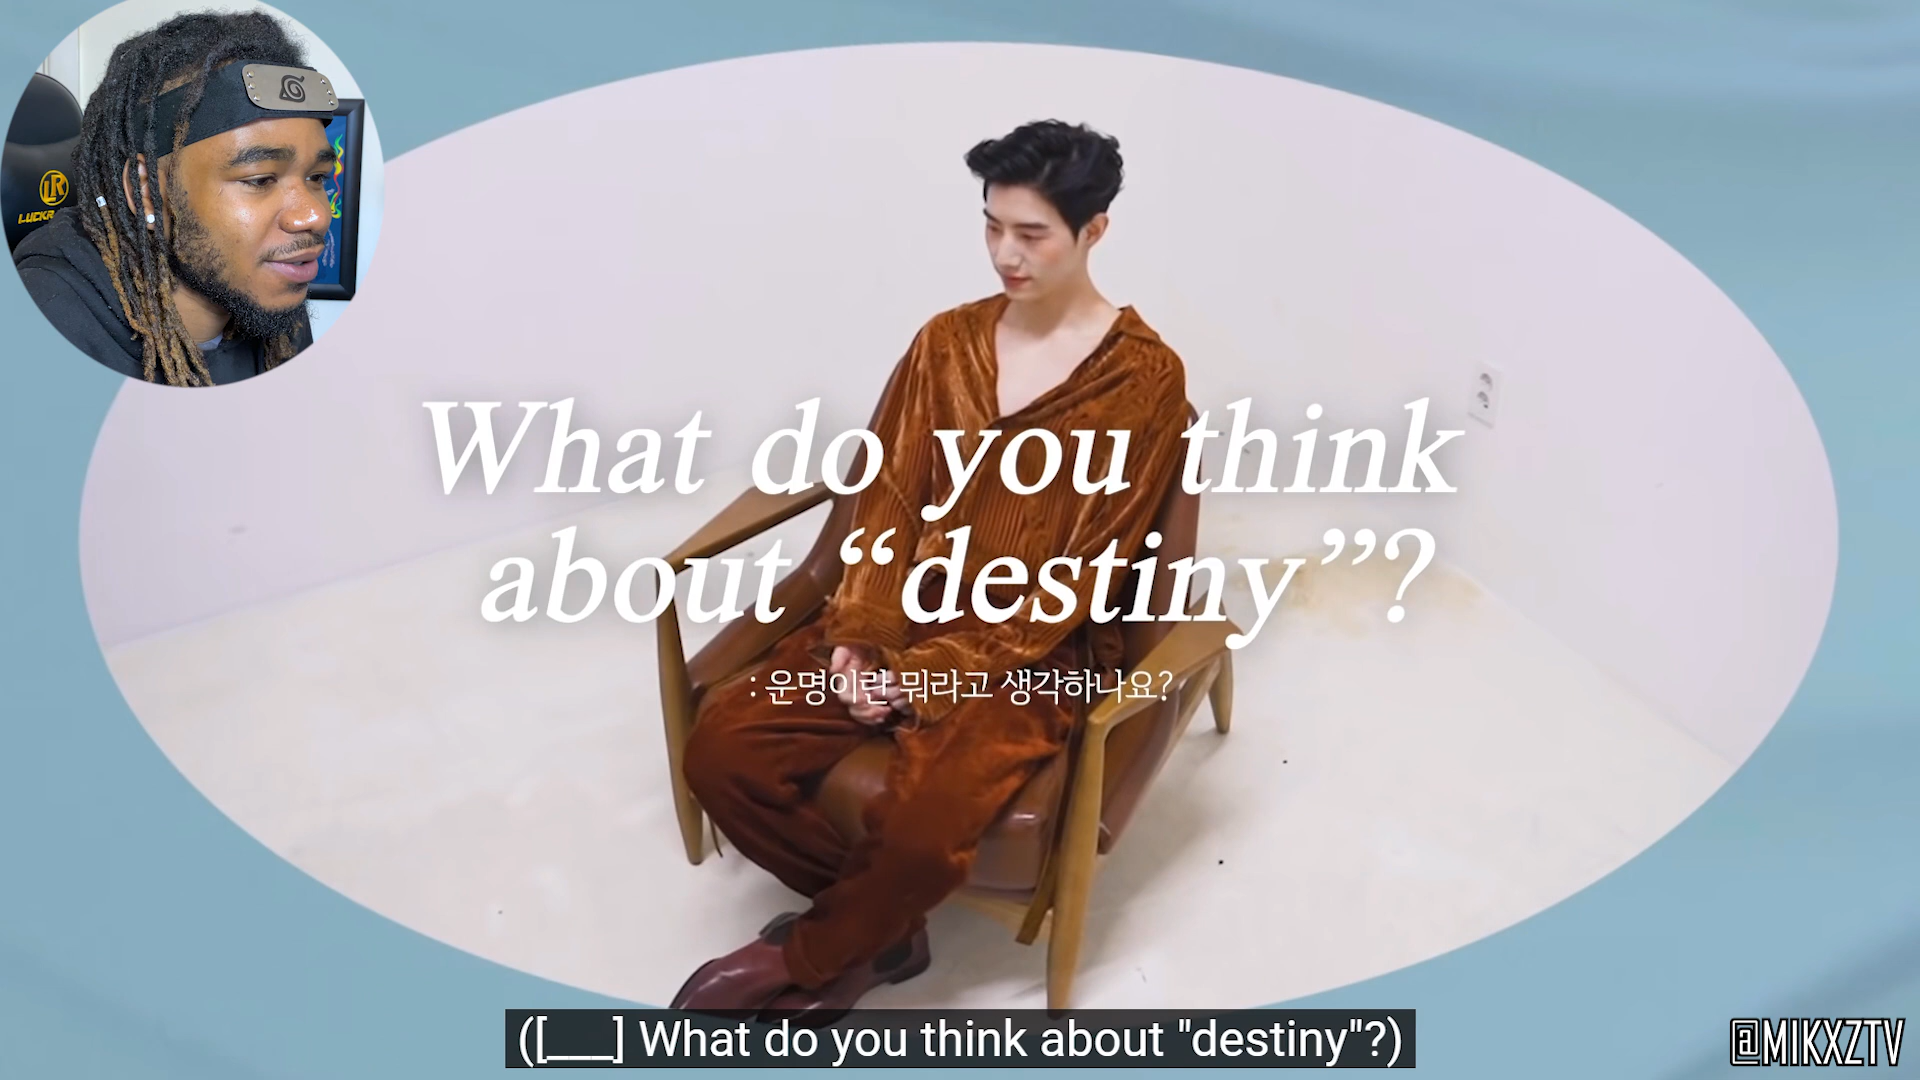 LR
What do you think
about “destiny”?
: 운명이란 뭐라고 생각하나요?
([___] What do you think about "destiny"?)
@MIKXZTV